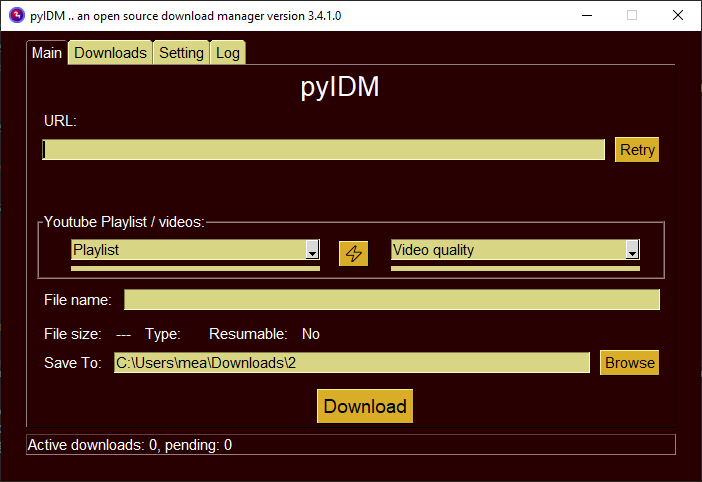 pyIDM .. an open source download manager version 3.4.1.0
Main Downloads Setting Log
pyIDM
URL:
Retry
Youtube Playlist / videos:
Playlist Video quality
File name:
File size: --- Type: Resumable: No
Save To: C:\Users\mea\Downloads\2 Browse
Download
Active downloads: 0, pending: 0